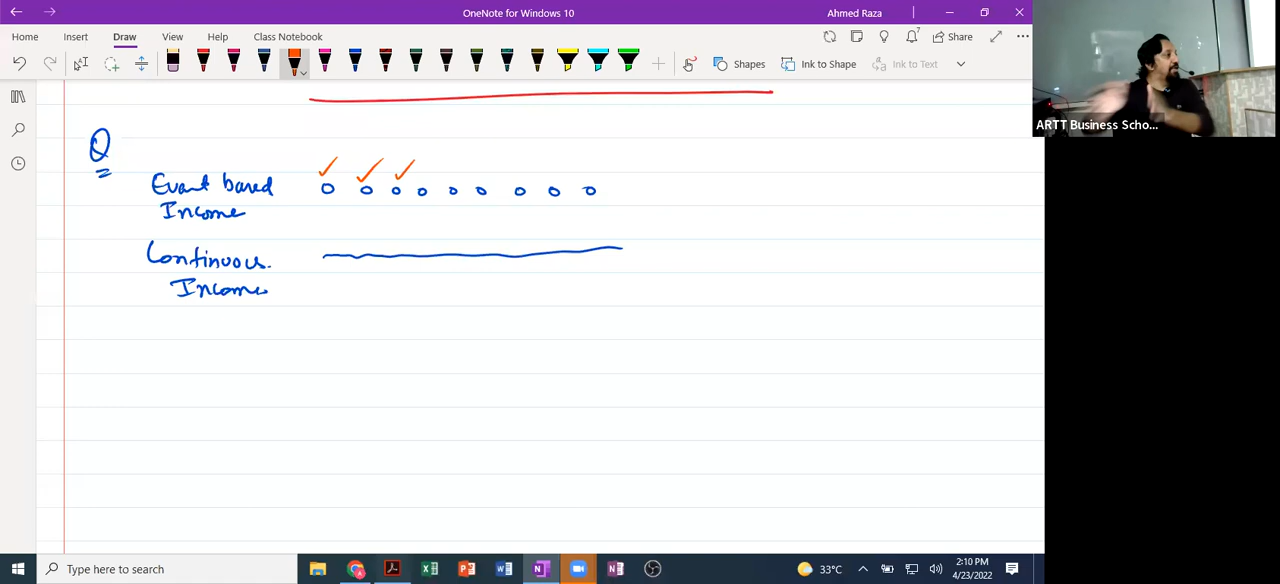 OneNote for Windows 10
Ahmed Raza
Home Insert Draw View Help Class Notebook
Share
Shapes Ink to Shape Ink to Text
ARTT Business Scho...
Q
Event based
Income
Continuous
Income
Type here to search
33°C
2:10 PM
4/23/2022